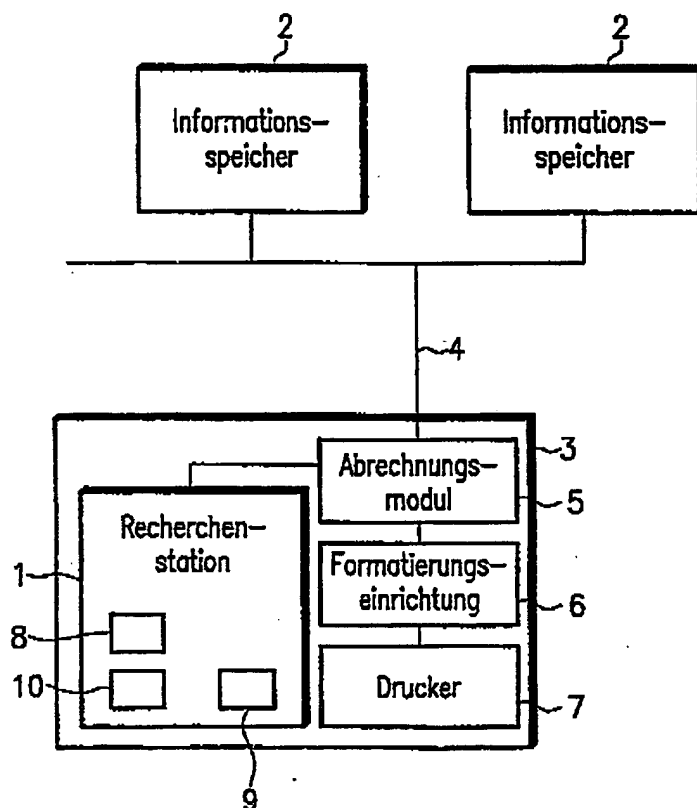 2
2
Informations-
speicher
Informations-
speicher
4
3
Abrechnungs-
modul
5
Recherchen-
station
1
Formatierungs-
einrichtung
6
8
10
Drucker
7
9